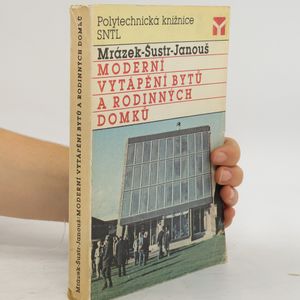 Polytechnická knižnice
SNTL
Mrázek-Šustr-Janouš
MODERNÍ
VYTÁPĚNÍ BYTŮ
A RODINNÝCH
DOMKŮ
Mrázek-Šustr-Janouš: MODERNÍ VYTÁPĚNÍ BYTŮ A RODINNÝCH DOMKŮ